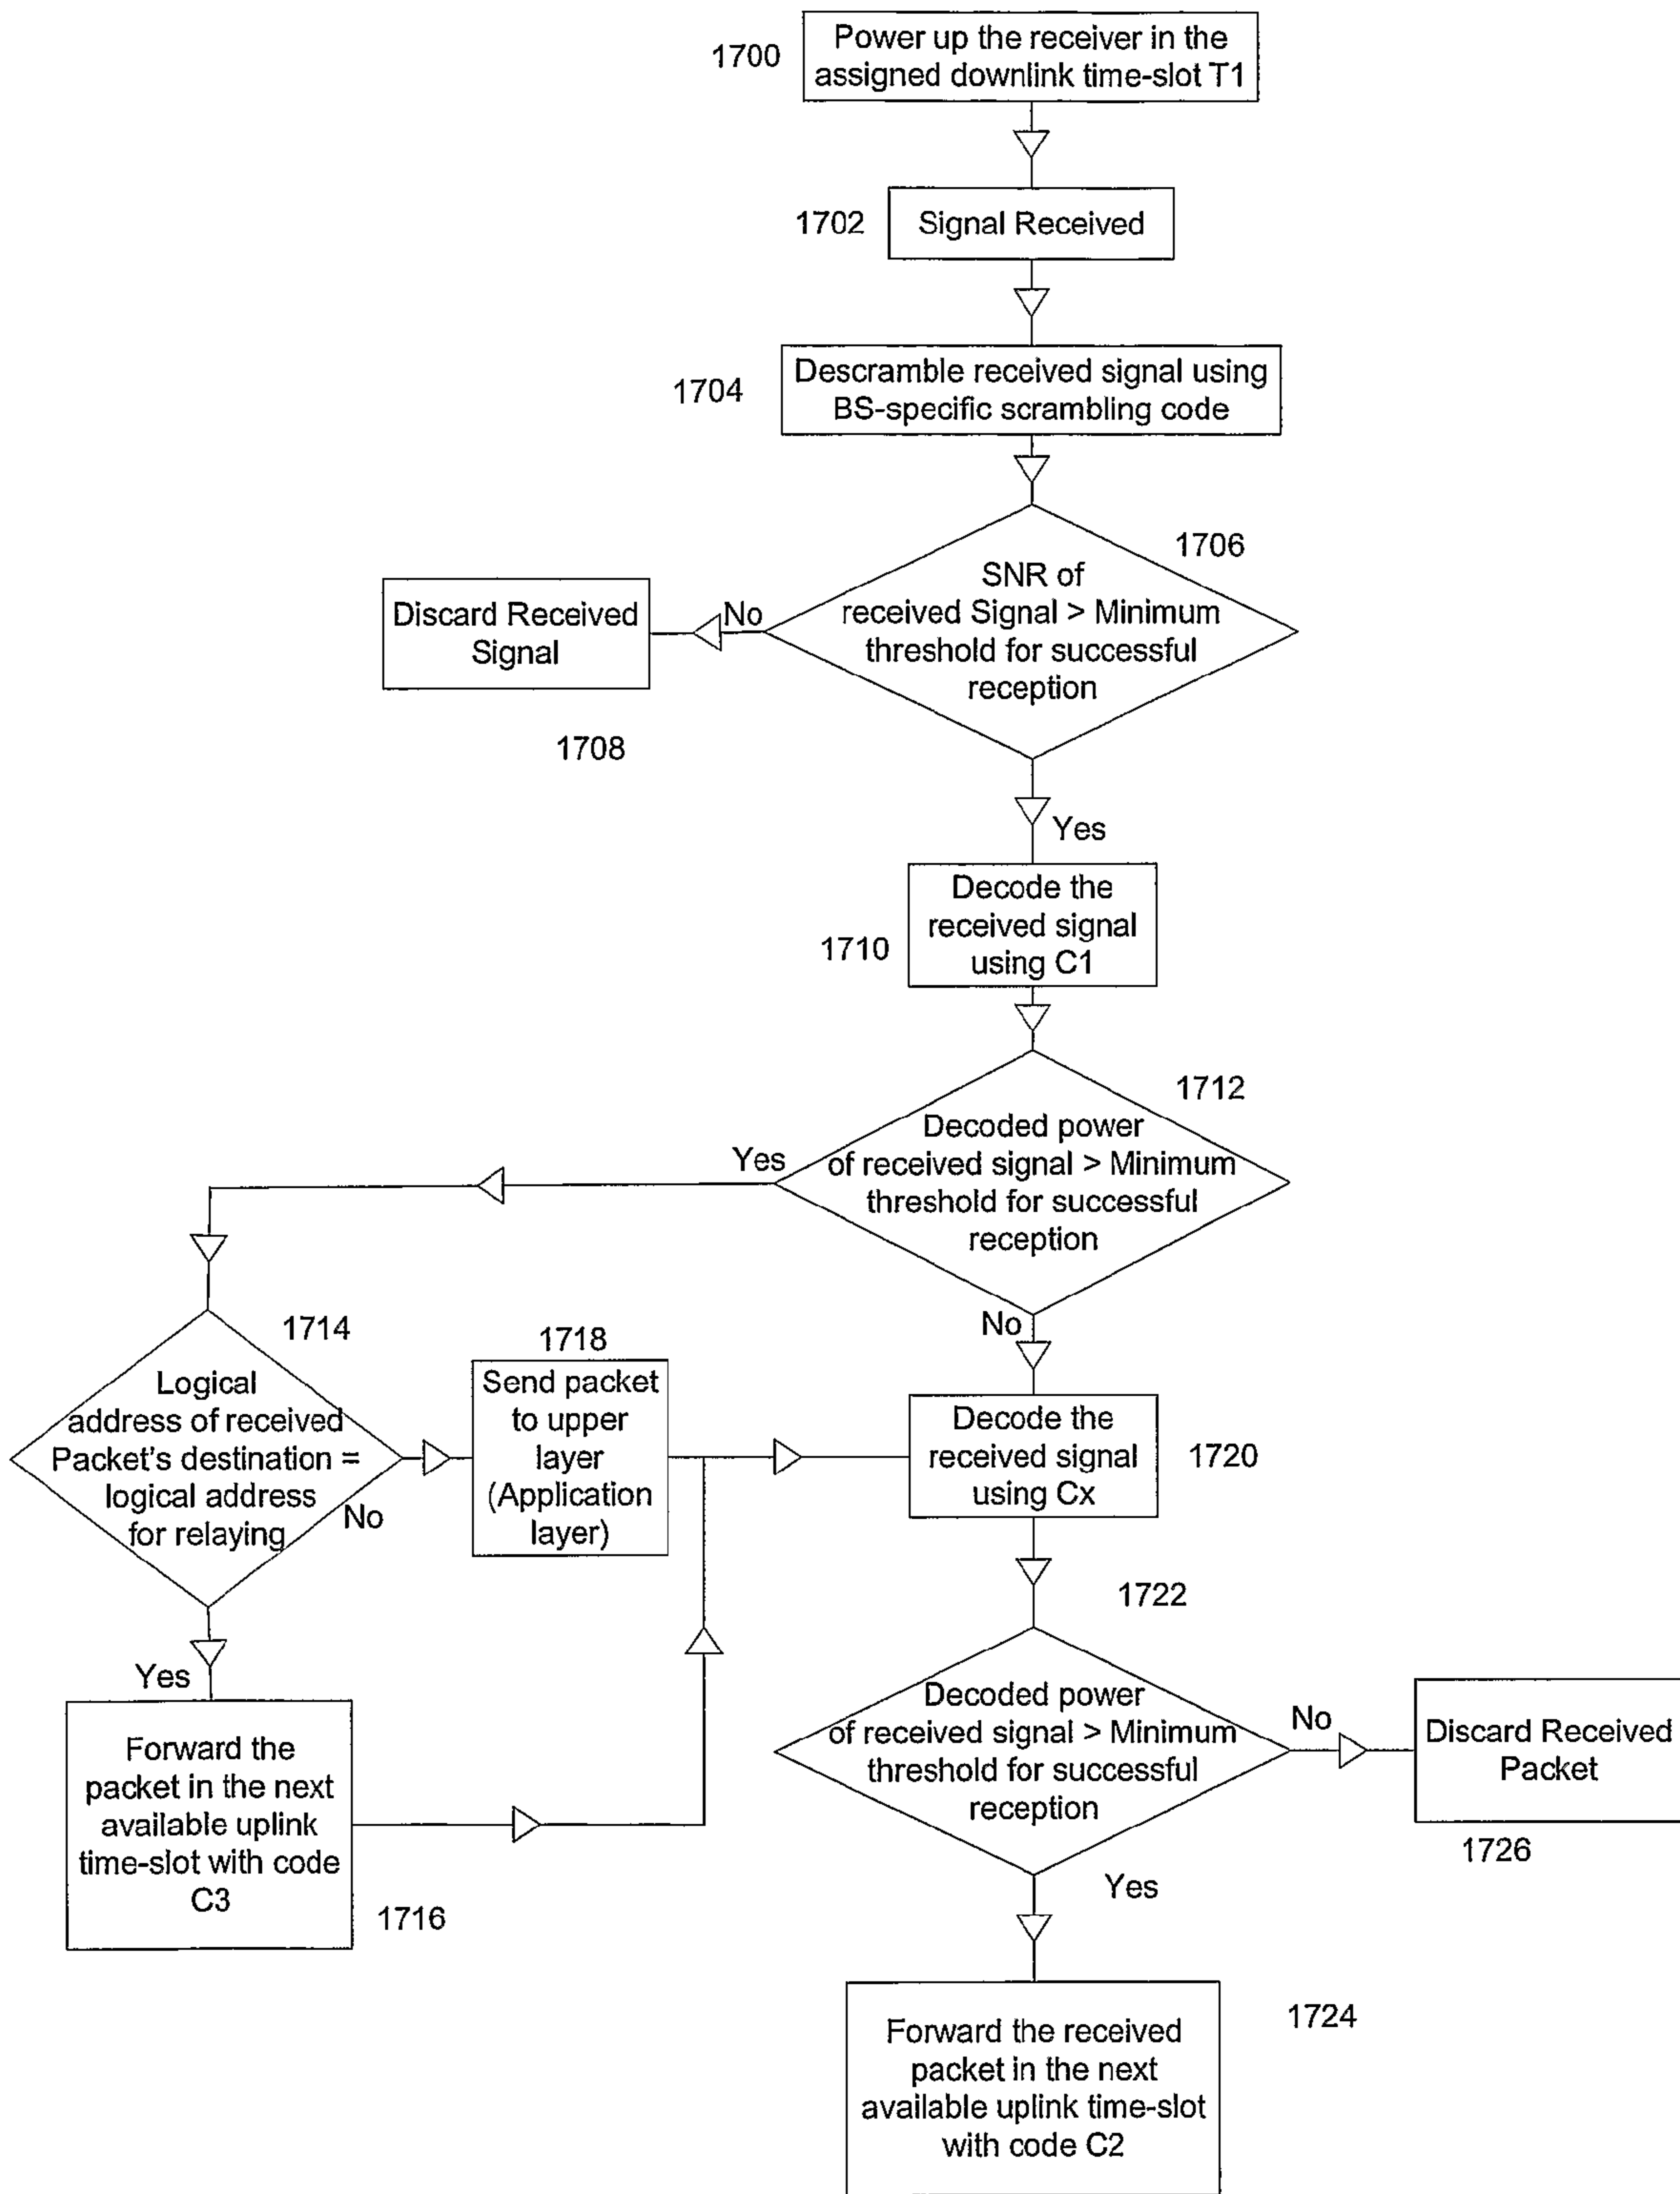 1700
Power up the receiver in the
assigned downlink time-slot T1
1702
Signal Received
1704
Descramble received signal using
BS-specific scrambling code
1706
SNR of
received Signal > Minimum
threshold for successful
reception
No
Discard Received
Signal
1708
Yes
Decode the
received signal
using C1
1710
1712
Decoded power
of received signal > Minimum
threshold for successful
reception
Yes
No
1714
Logical
address of received
Packet's destination =
logical address
for relaying
No
1718
Send packet
to upper
layer
(Application
layer)
Decode the
received signal
using Cx
1720
Yes
Forward the
packet in the next
available uplink
time-slot with code
C3
1716
1722
Decoded power
of received signal > Minimum
threshold for successful
reception
No
Discard Received
Packet
1726
Yes
1724
Forward the received
packet in the next
available uplink time-slot
with code C2